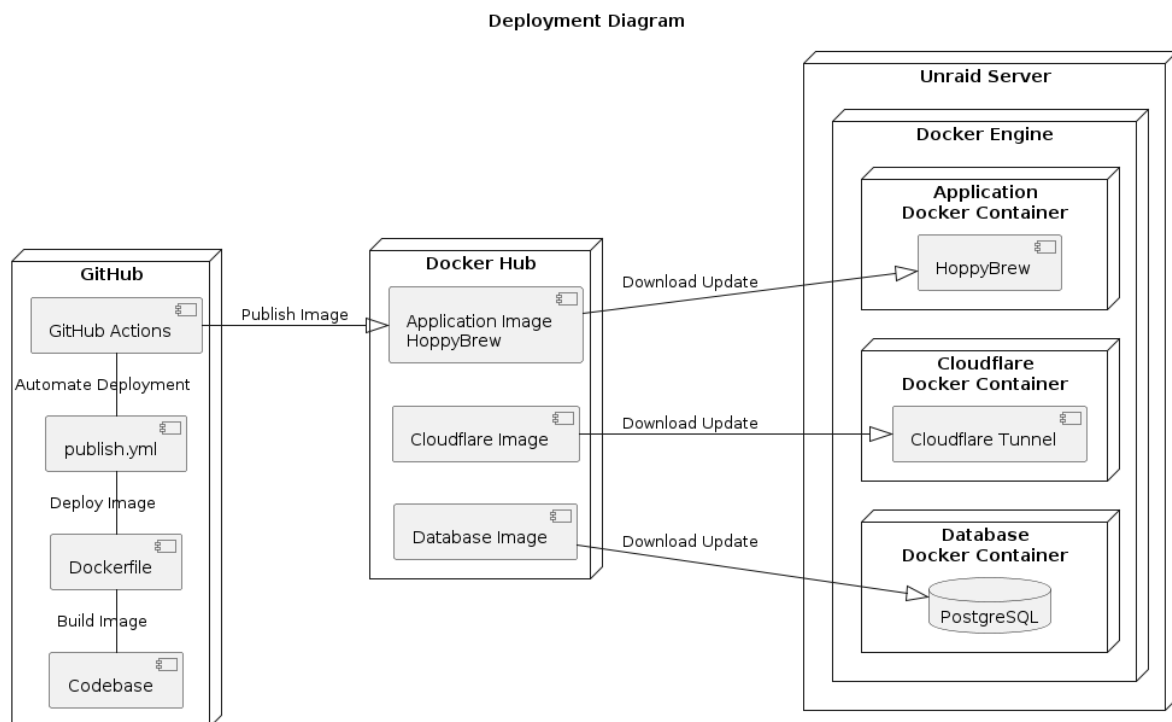 Deployment Diagram
GitHub
GitHub Actions
Automate Deployment
publish.yml
Deploy Image
Dockerfile
Build Image
Codebase
Publish Image
Docker Hub
Application Image
HoppyBrew
Cloudflare Image
Database Image
Download Update
Download Update
Download Update
Unraid Server
Docker Engine
Application
Docker Container
HoppyBrew
Cloudflare
Docker Container
Cloudflare Tunnel
Database
Docker Container
PostgreSQL